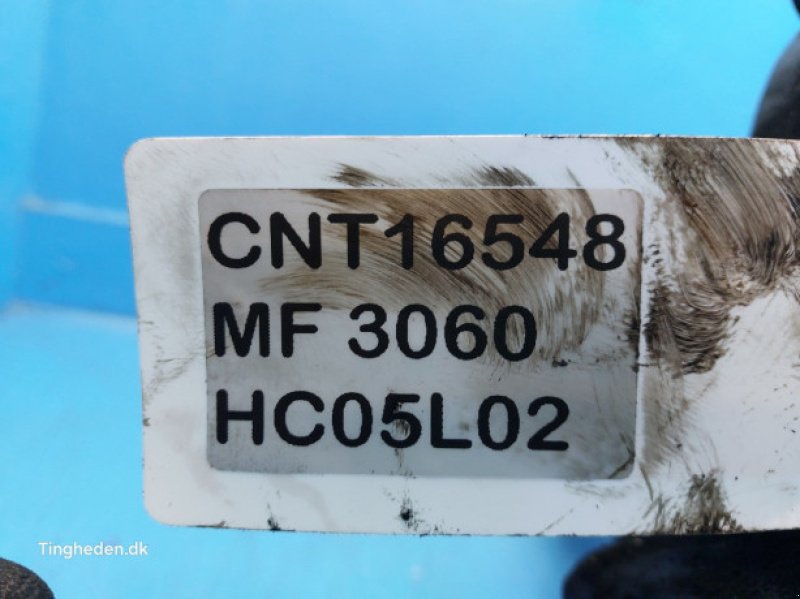 CNT16548
MF 3060
HC05L02
Tingheden.dk